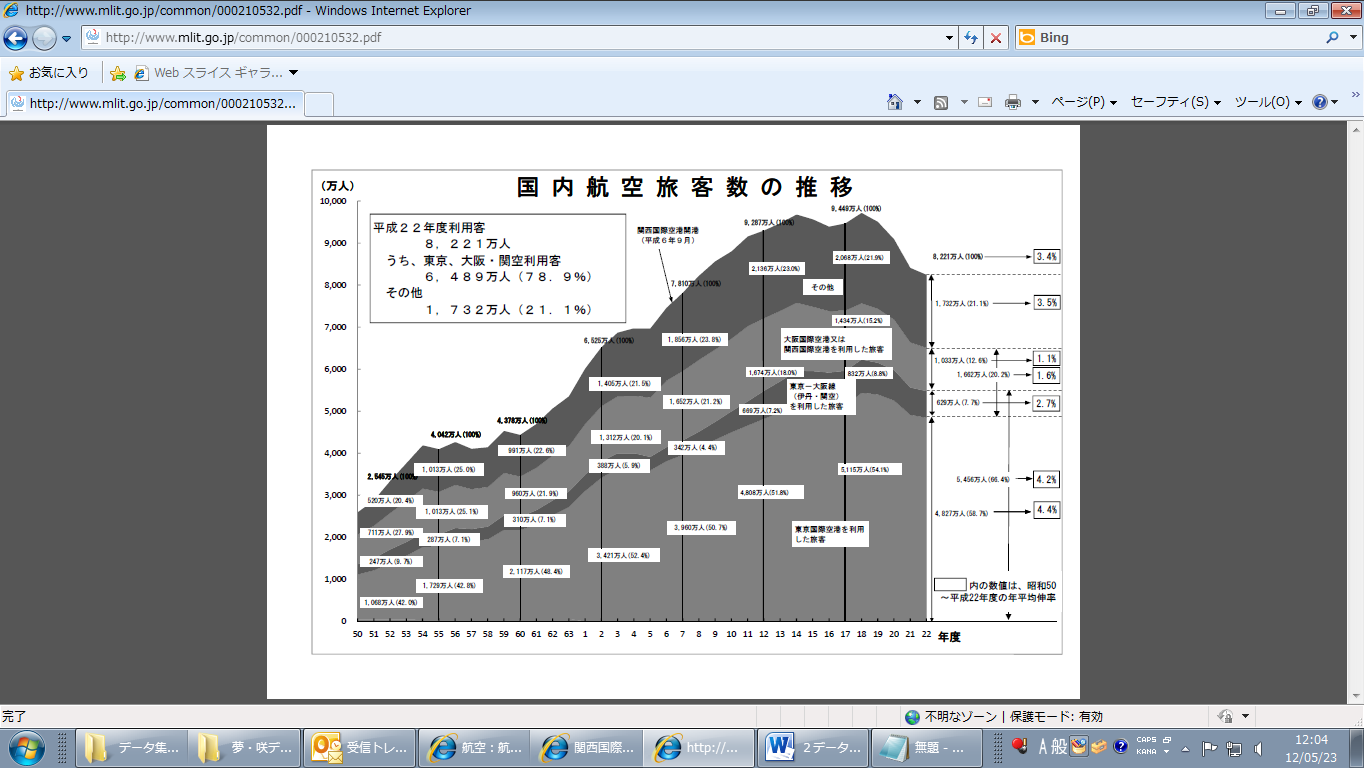 http://www.mlit.go.jp/common/000210532.pdf - Windows Internet Explorer
http://www.mlit.go.jp/common/000210532.pdf
Bing
お気に入り
Web スライス ギャラ...
http://www.mlit.go.jp/common/000210532...
ページ(P)
セーフティ(S)
ツール(O)
国内航空旅客数の推移
(万人)
10,000
9,000
8,000
7,000
6,000
5,000
4,000
3,000
2,000
1,000
0
平成22年度利用客
8,221万人
うち、東京、大阪・関空利用客
6,489万人(78.9%)
その他
1,732万人(21.1%)
関西国際空港開港
(平成6年9月)
2,545万人(100%)
520万人(20.4%)
711万人(27.9%)
247万人(9.7%)
1,068万人(42.0%)
4,042万人(100%)
1,013万人(25.0%)
1,013万人(25.1%)
287万人(7.1%)
1,729万人(42.8%)
4,378万人(100%)
991万人(22.6%)
960万人(21.9%)
310万人(7.1%)
2,117万人(48.4%)
6,525万人(100%)
1,405万人(21.5%)
1,312万人(20.1%)
388万人(5.9%)
3,421万人(52.4%)
7,810万人(100%)
1,856万人(23.8%)
1,652万人(21.2%)
342万人(4.4%)
3,960万人(50.7%)
9,287万人(100%)
2,136万人(23.0%)
1,674万人(18.0%)
669万人(7.2%)
4,808万人(51.8%)
9,449万人(100%)
2,068万人(21.9%)
1,434万人(15.2%)
832万人(8.8%)
5,115万人(54.1%)
その他
大阪国際空港又は
関西国際空港を利用した旅客
東京ー大阪線
(伊丹・関空)
を利用した旅客
東京国際空港を利用
した旅客
8,221万人(100%) 3.4%
1,732万人(21.1%) 3.5%
1,033万人(12.6%) 1.1%
1,662万人(20.2%) 1.6%
629万人(7.7%) 2.7%
5,456万人(66.4%) 4.2%
4,827万人(58.7%) 4.4%
内の数値は、昭和50
～平成22年度の年平均伸率
50 51 52 53 54 55 56 57 58 59 60 61 62 63 1 2 3 4 5 6 7 8 9 10 11 12 13 14 15 16 17 18 19 20 21 22 年度
完了
不明なゾーン | 保護モード: 有効
データ集...
夢・咲デ...
受信トレ...
航空：航...
関西国際...
http://...
2データ...
無題 - ...
A 般
CAPS
KANA
12:04
12/05/23